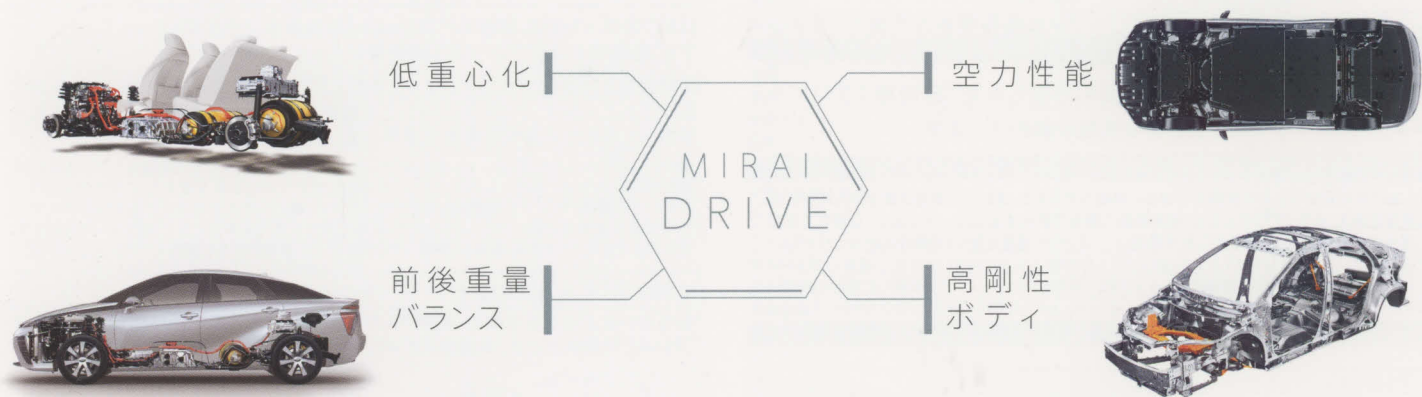 低重心化
空力性能
MIRAI
DRIVE
前後重量
バランス
高剛性
ボディ